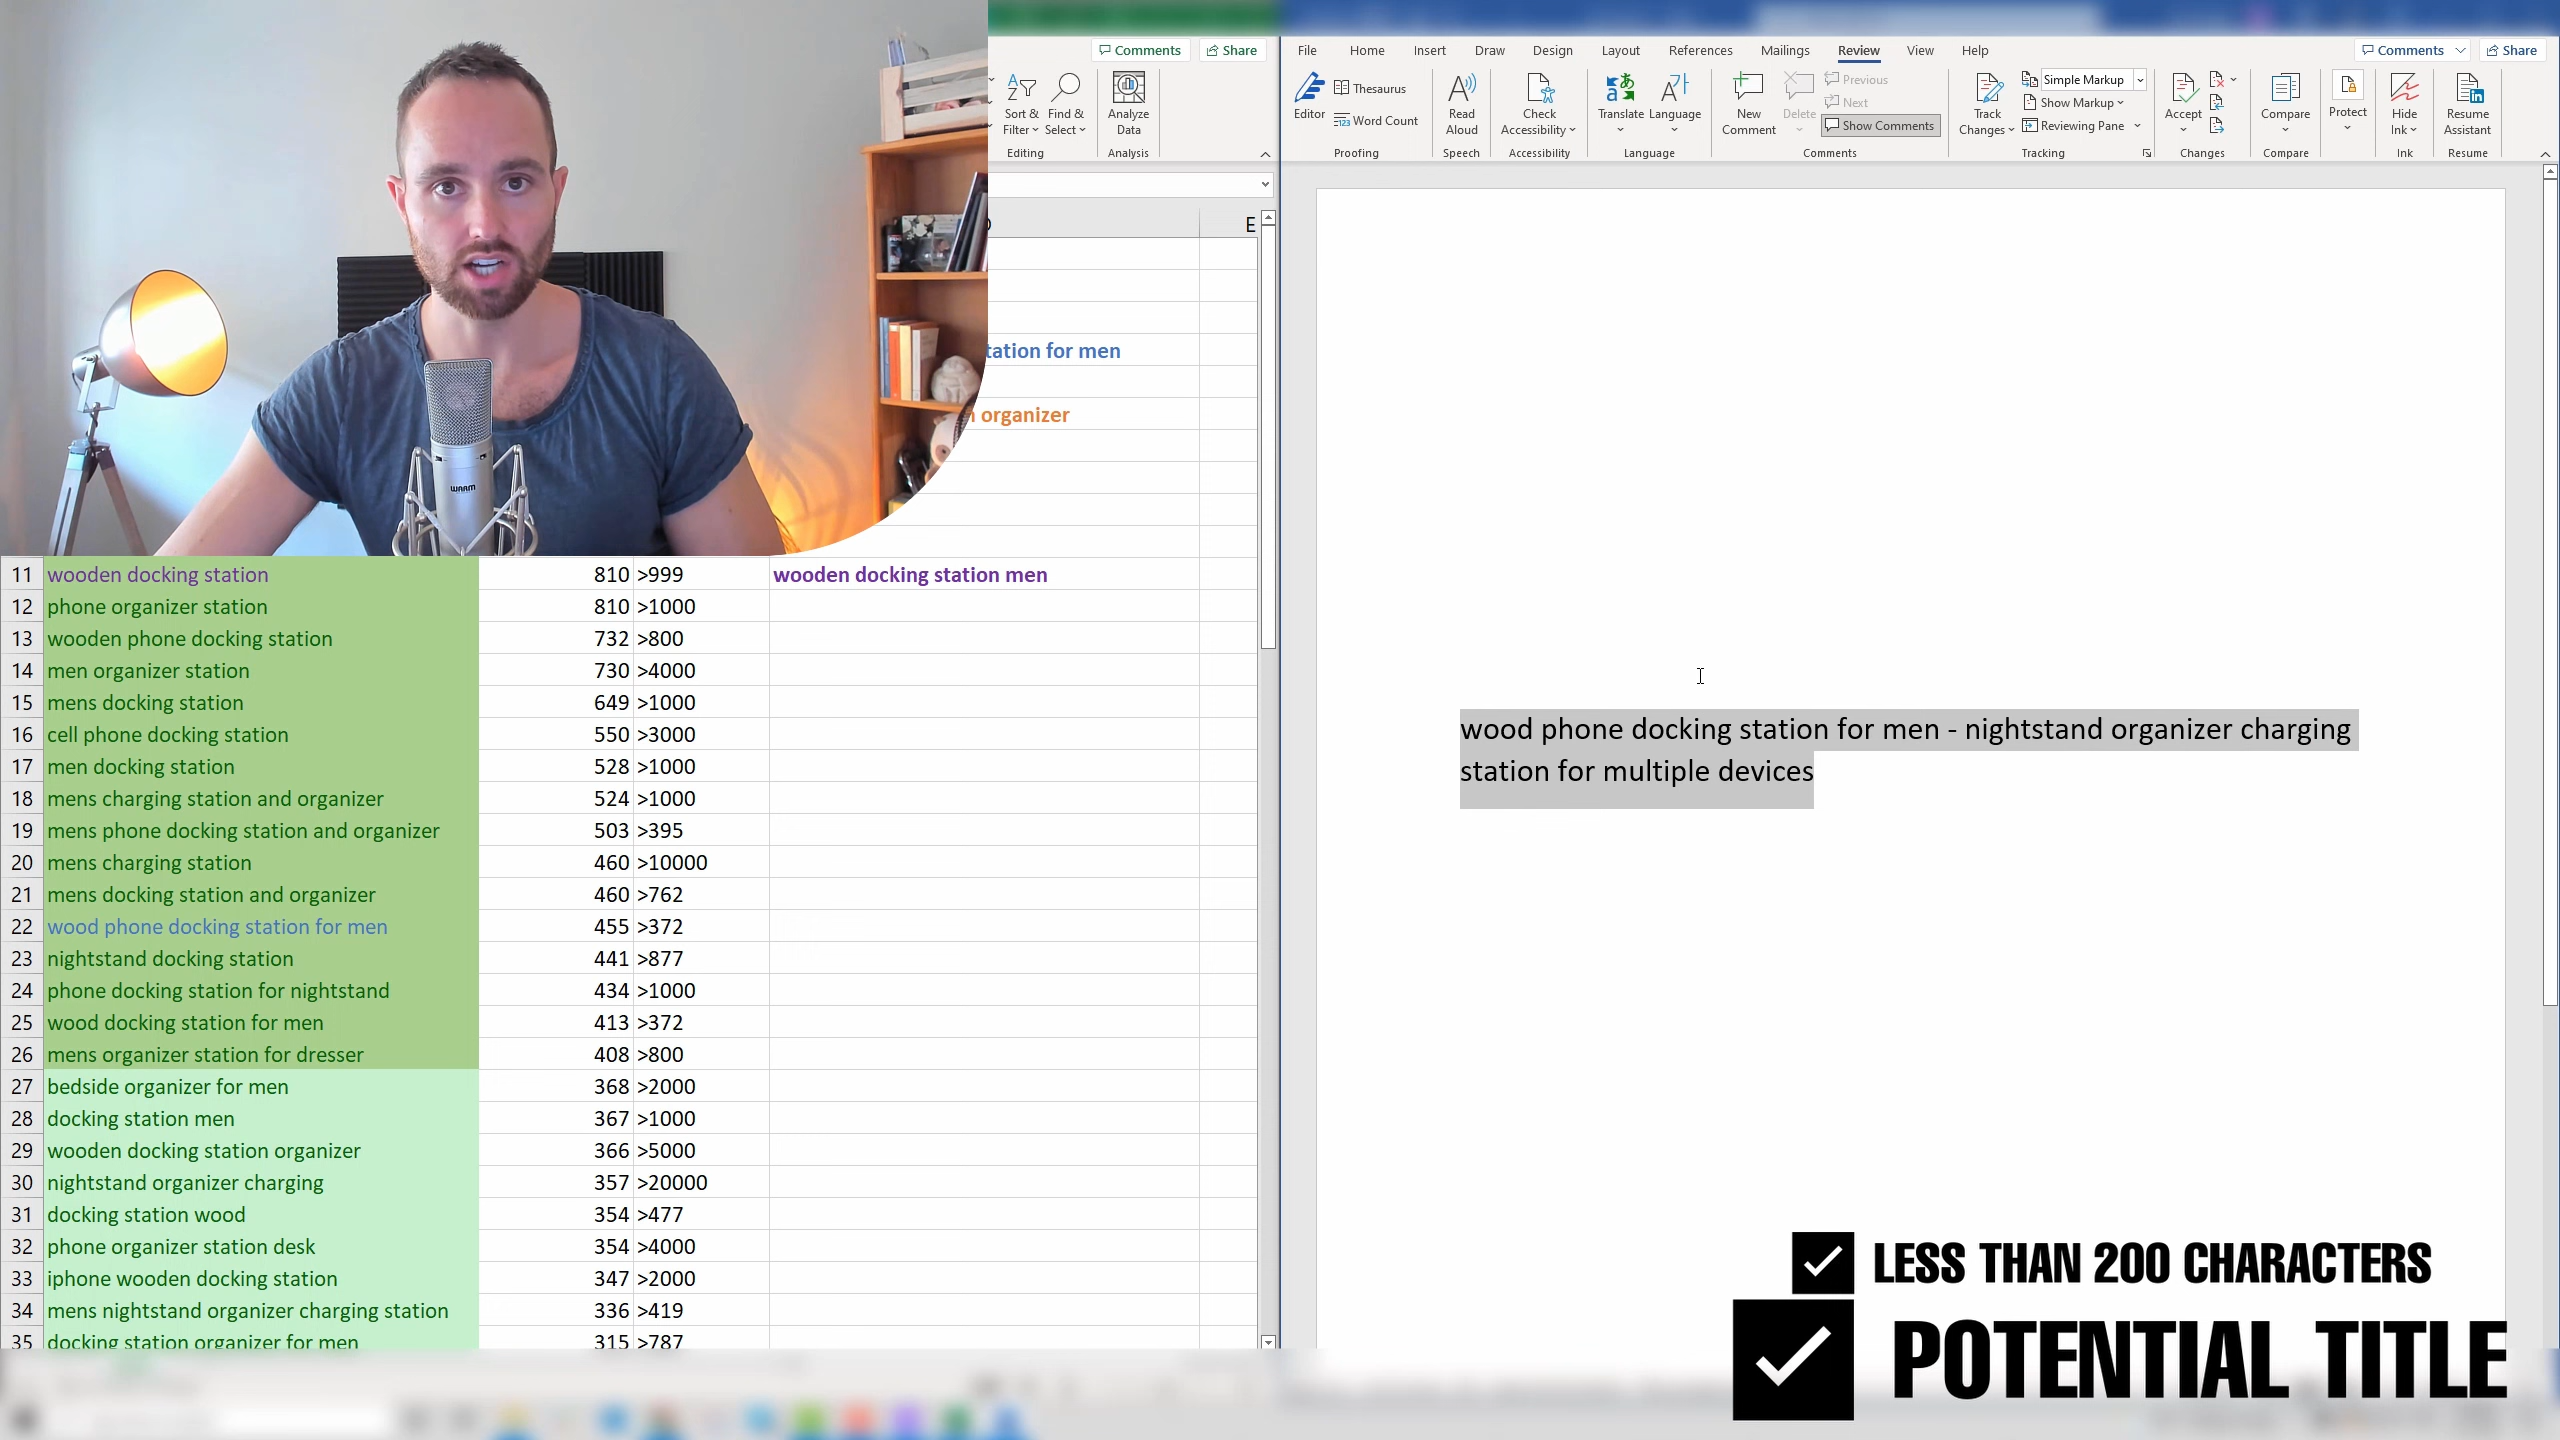 Comments
Share
File Home Insert Draw Design Layout References Mailings Review View Help
Comments
Share
Sort & Filter
Find & Select
Analyze Data
Editing
Analysis
Editor
Thesaurus
Word Count
Proofing
Read Aloud
Speech
Check Accessibility
Accessibility
Translate
Language
Language
New Comment
Delete
Previous
Next
Show Comments
Comments
Track Changes
Simple Markup
Show Markup
Reviewing Pane
Tracking
Accept
Changes
Compare
Compare
Protect
Hide Ink
Ink
Resume Assistant
Resume
E
tation for men
organizer
WARM
11 wooden docking station 810 >999 wooden docking station men
12 phone organizer station 810 >1000
13 wooden phone docking station 732 >800
14 men organizer station 730 >4000
15 mens docking station 649 >1000
16 cell phone docking station 550 >3000
17 men docking station 528 >1000
18 mens charging station and organizer 524 >1000
19 mens phone docking station and organizer 503 >395
20 mens charging station 460 >10000
21 mens docking station and organizer 460 >762
22 wood phone docking station for men 455 >372
23 nightstand docking station 441 >877
24 phone docking station for nightstand 434 >1000
25 wood docking station for men 413 >372
26 mens organizer station for dresser 408 >800
27 bedside organizer for men 368 >2000
28 docking station men 367 >1000
29 wooden docking station organizer 366 >5000
30 nightstand organizer charging 357 >20000
31 docking station wood 354 >477
32 phone organizer station desk 354 >4000
33 iphone wooden docking station 347 >2000
34 mens nightstand organizer charging station 336 >419
35 docking station organizer for men 315 >787
wood phone docking station for men - nightstand organizer charging
station for multiple devices
LESS THAN 200 CHARACTERS
POTENTIAL TITLE